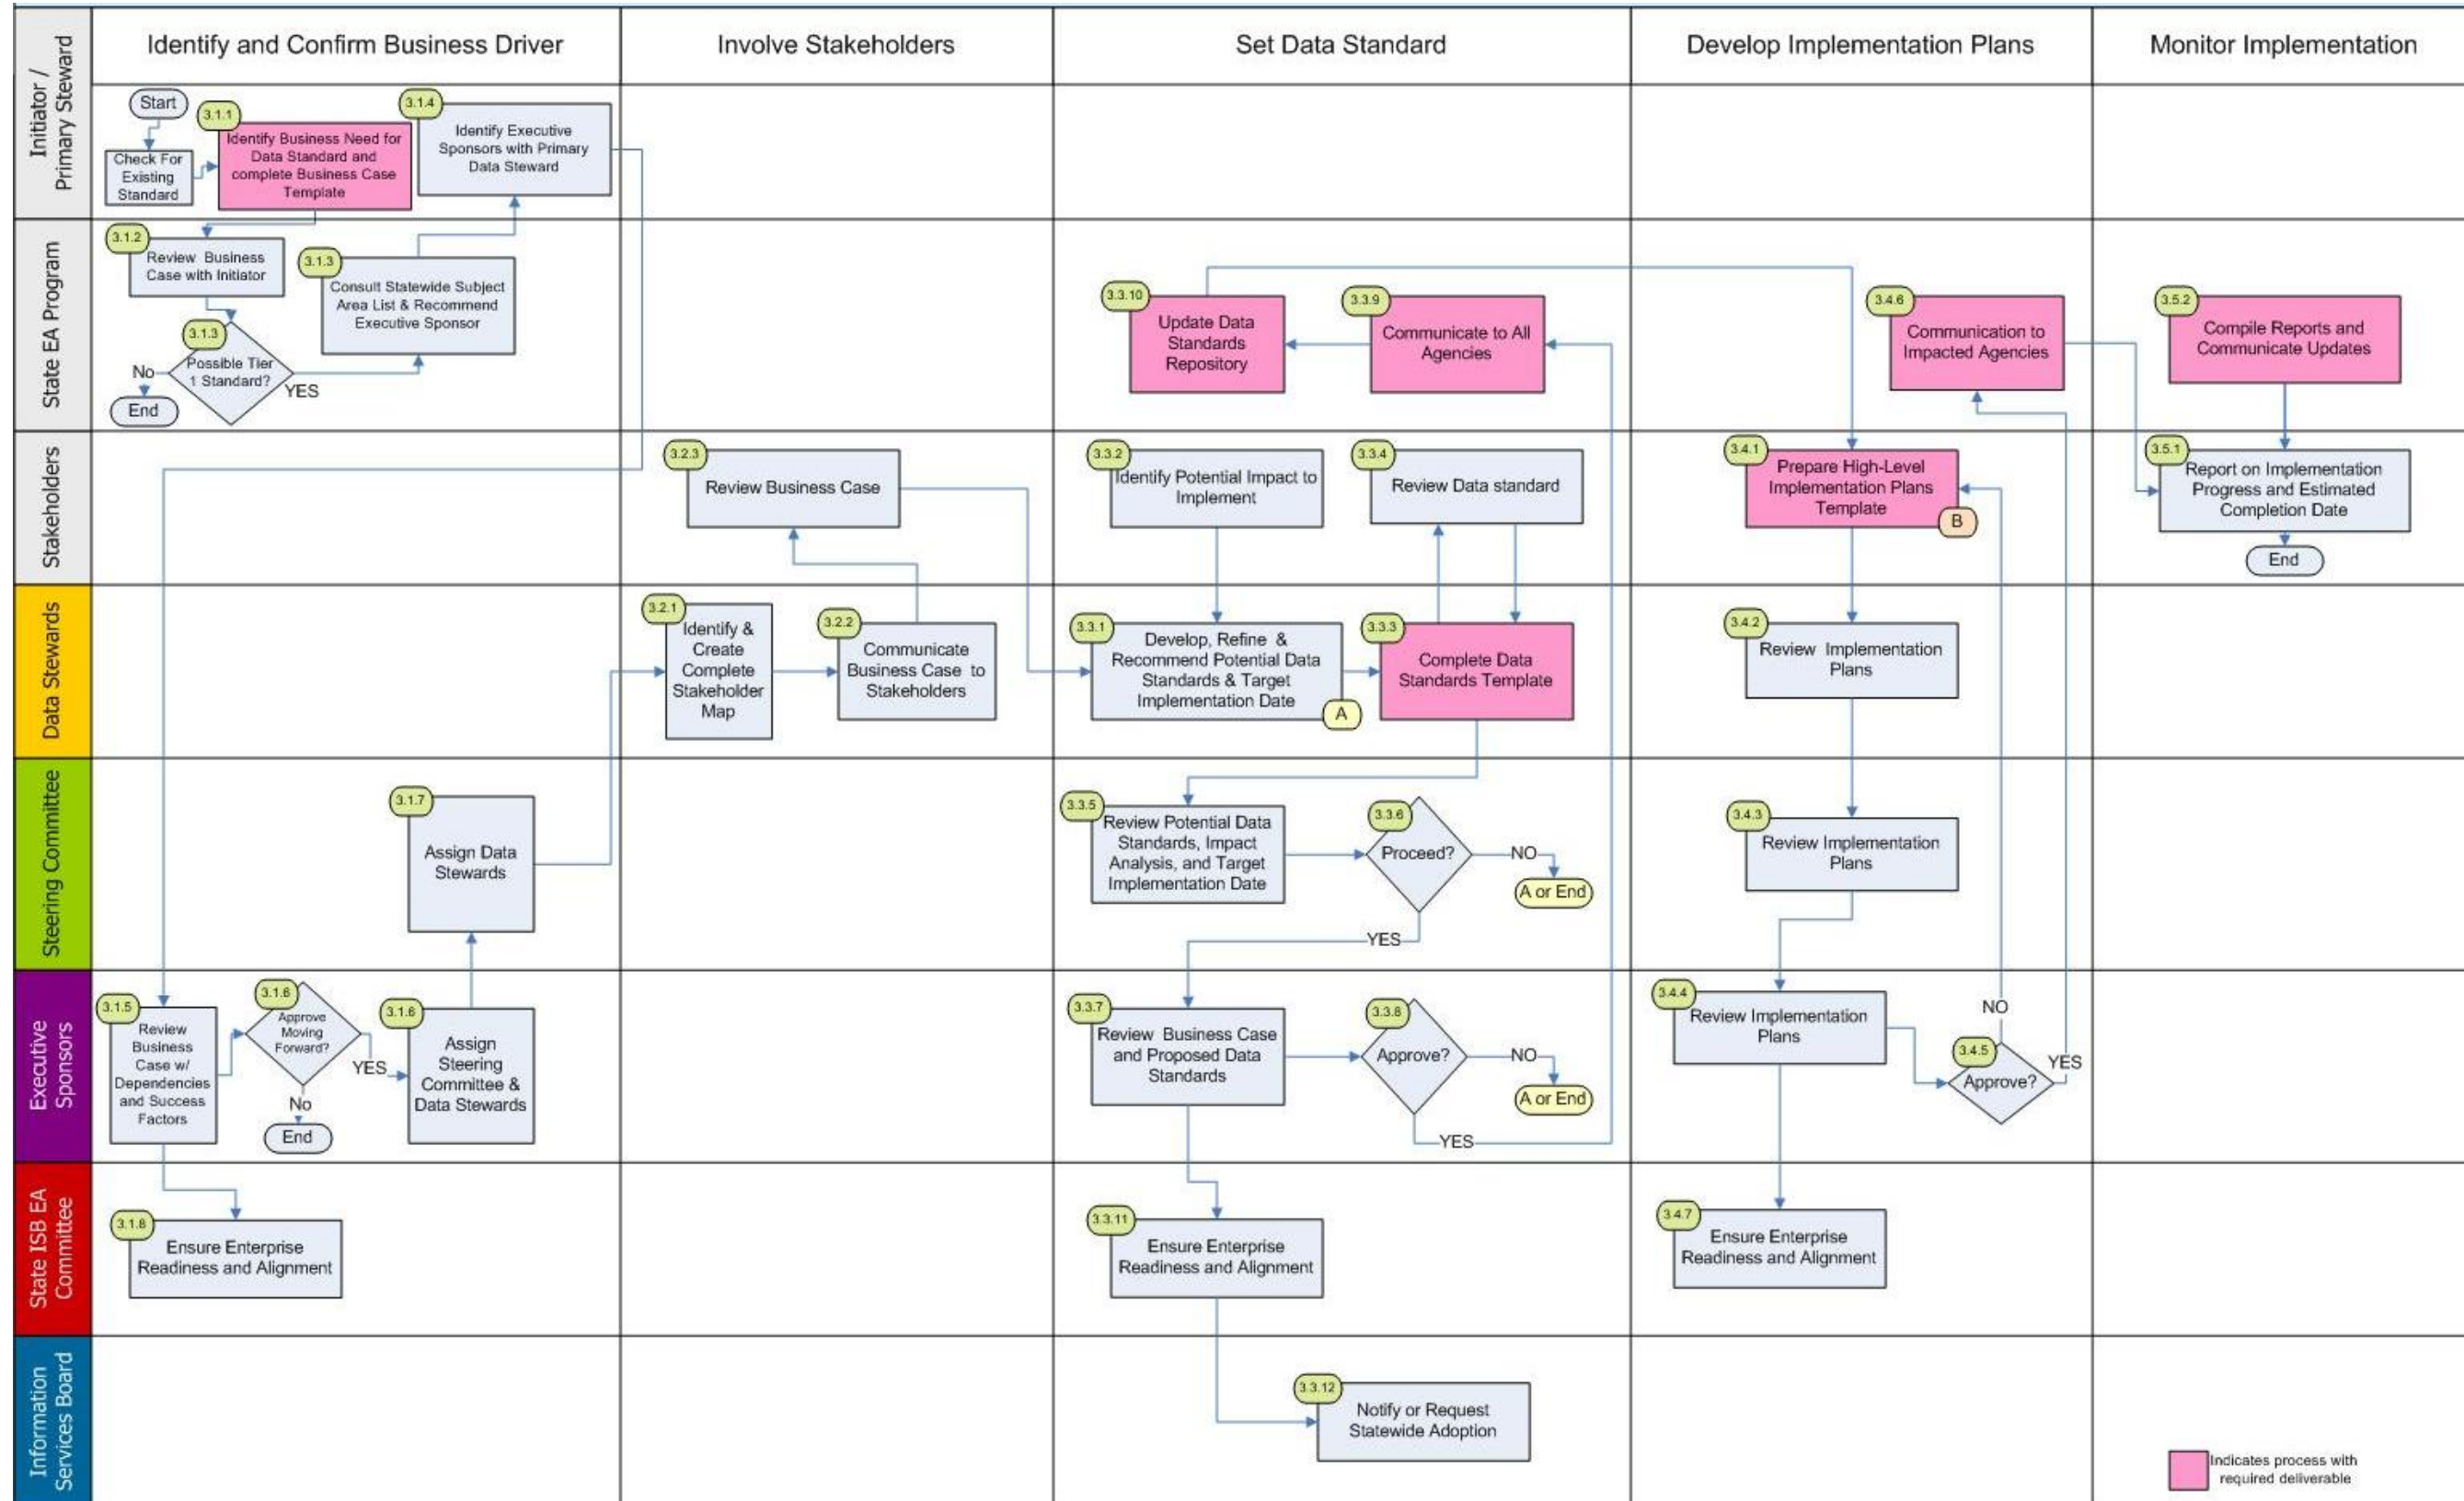 Identify and Confirm Business Driver
Involve Stakeholders
Set Data Standard
Develop Implementation Plans
Monitor Implementation
Initiator /
Primary Steward
Start
Check For
Existing
Standard
3.1.1
Identify Business Need for
Data Standard and
complete Business Case
Template
3.1.4
Identify Executive
Sponsors with Primary
Data Steward
State EA Program
3.1.2
Review Business
Case with Initiator
3.1.3
Possible Tier
1 Standard?
No
End
YES
3.1.3
Consult Statewide Subject
Area List & Recommend
Executive Sponsor
3.3.10
Update Data
Standards
Repository
3.3.9
Communicate to All
Agencies
3.4.6
Communication to
Impacted Agencies
3.5.2
Compile Reports and
Communicate Updates
Stakeholders
3.2.3
Review Business Case
3.3.2
Identify Potential Impact to
Implement
3.3.4
Review Data standard
3.4.1
Prepare High-Level
Implementation Plans
Template
B
3.5.1
Report on Implementation
Progress and Estimated
Completion Date
End
Data Stewards
3.2.1
Identify &
Create
Complete
Stakeholder
Map
3.2.2
Communicate
Business Case to
Stakeholders
3.3.1
Develop, Refine &
Recommend Potential Data
Standards & Target
Implementation Date
A
3.3.3
Complete Data
Standards Template
3.4.2
Review Implementation
Plans
Steering Committee
3.1.7
Assign Data
Stewards
3.3.5
Review Potential Data
Standards, Impact
Analysis, and Target
Implementation Date
3.3.6
Proceed?
NO
A or End
YES
3.4.3
Review Implementation
Plans
Executive
Sponsors
3.1.5
Review
Business
Case w/
Dependencies
and Success
Factors
3.1.6
Approve
Moving
Forward?
No
End
YES
3.1.6
Assign
Steering
Committee &
Data Stewards
3.3.7
Review Business Case
and Proposed Data
Standards
3.3.8
Approve?
NO
A or End
YES
3.4.4
Review Implementation
Plans
3.4.5
Approve?
NO
YES
State ISB EA
Committee
3.1.8
Ensure Enterprise
Readiness and Alignment
3.3.11
Ensure Enterprise
Readiness and Alignment
3.4.7
Ensure Enterprise
Readiness and Alignment
Information
Services Board
3.3.12
Notify or Request
Statewide Adoption
Indicates process with
required deliverable